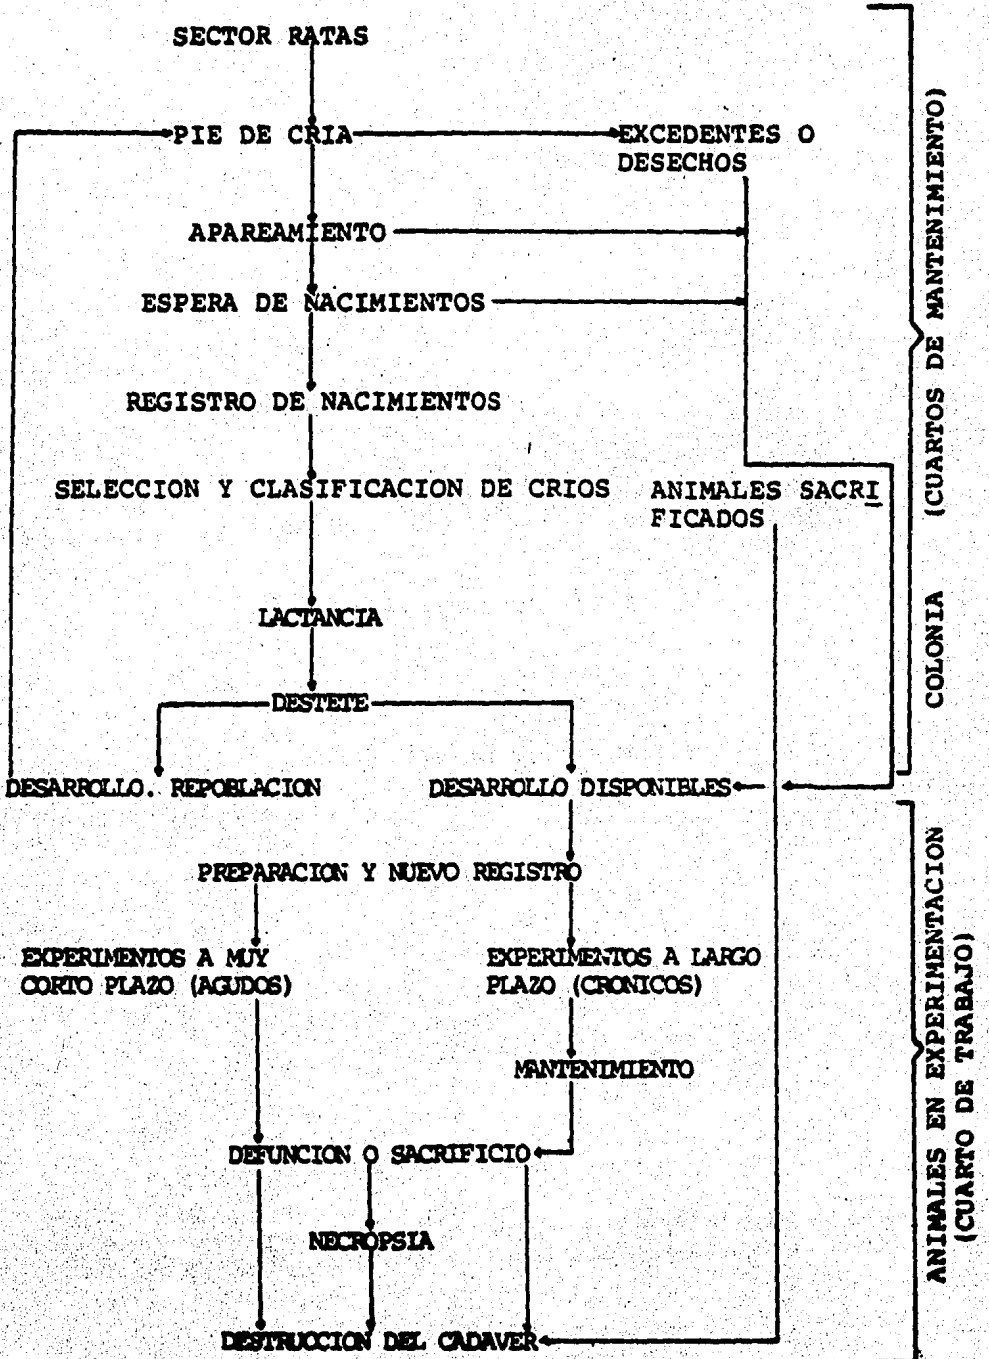 SECTOR RATAS
PIE DE CRIA
EXCEDENTES O
DESECHOS
APAREAMIENTO
ESPERA DE NACIMIENTOS
REGISTRO DE NACIMIENTOS
SELECCION Y CLASIFICACION DE CRIOS
ANIMALES SACRI
FICADOS
LACTANCIA
DESTETE
DESARROLLO. REPOBLACION
DESARROLLO DISPONIBLES
PREPARACION Y NUEVO REGISTRO
EXPERIMENTOS A MUY
CORTO PLAZO (AGUDOS)
EXPERIMENTOS A LARGO
PLAZO (CRONICOS)
MANTENIMIENTO
DEFUNCION O SACRIFICIO
NECROPSIA
DESTRUCCION DEL CADAVER
COLONIA (CUARTOS DE MANTENIMIENTO)
ANIMALES EN EXPERIMENTACION
(CUARTO DE TRABAJO)